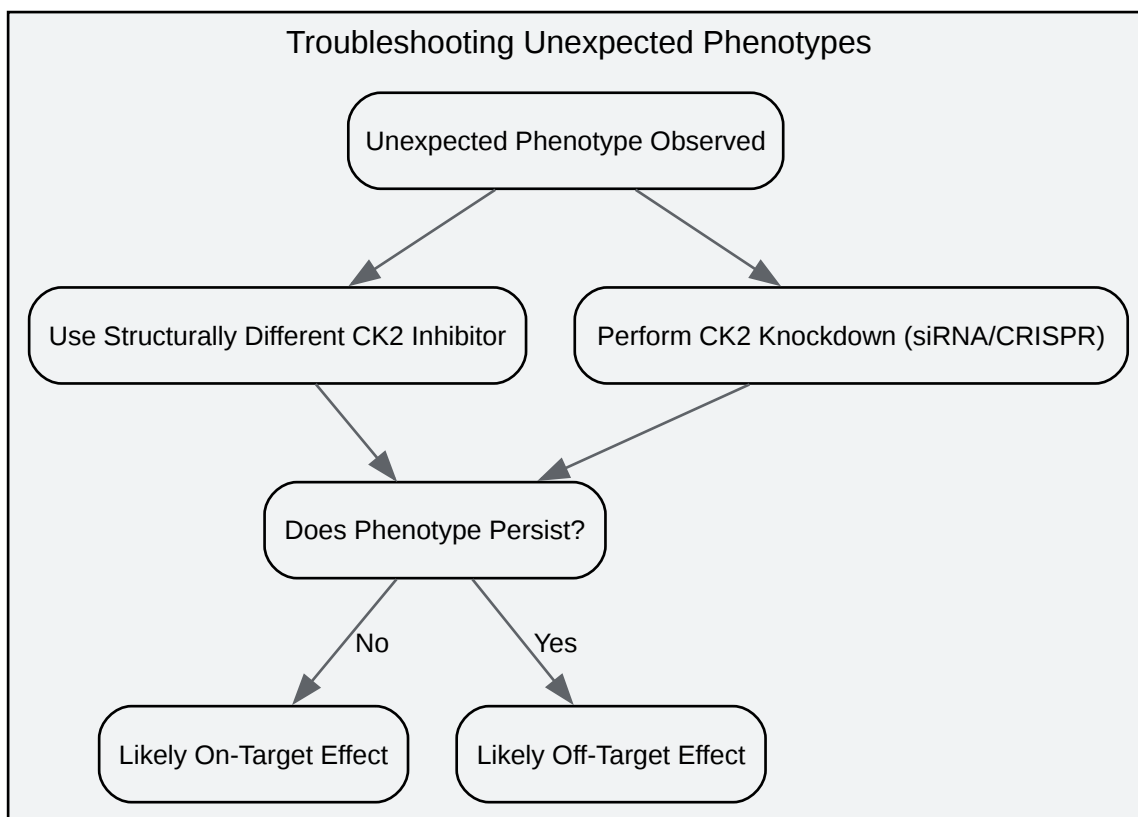 Troubleshooting Unexpected Phenotypes
Unexpected Phenotype Observed
Use Structurally Different CK2 Inhibitor
Perform CK2 Knockdown (siRNA/CRISPR)
Does Phenotype Persist?
No
Yes
Likely On-Target Effect
Likely Off-Target Effect